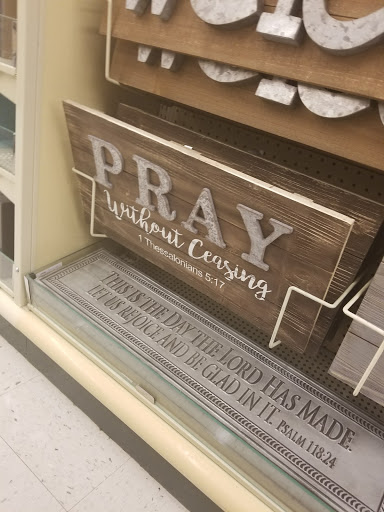 PRAY
Without Ceasing
1 Thessalonians 5:17
THIS IS THE DAY THE LORD HAS MADE.
LET US REJOICE AND BE GLAD IN IT. PSALM 118:24